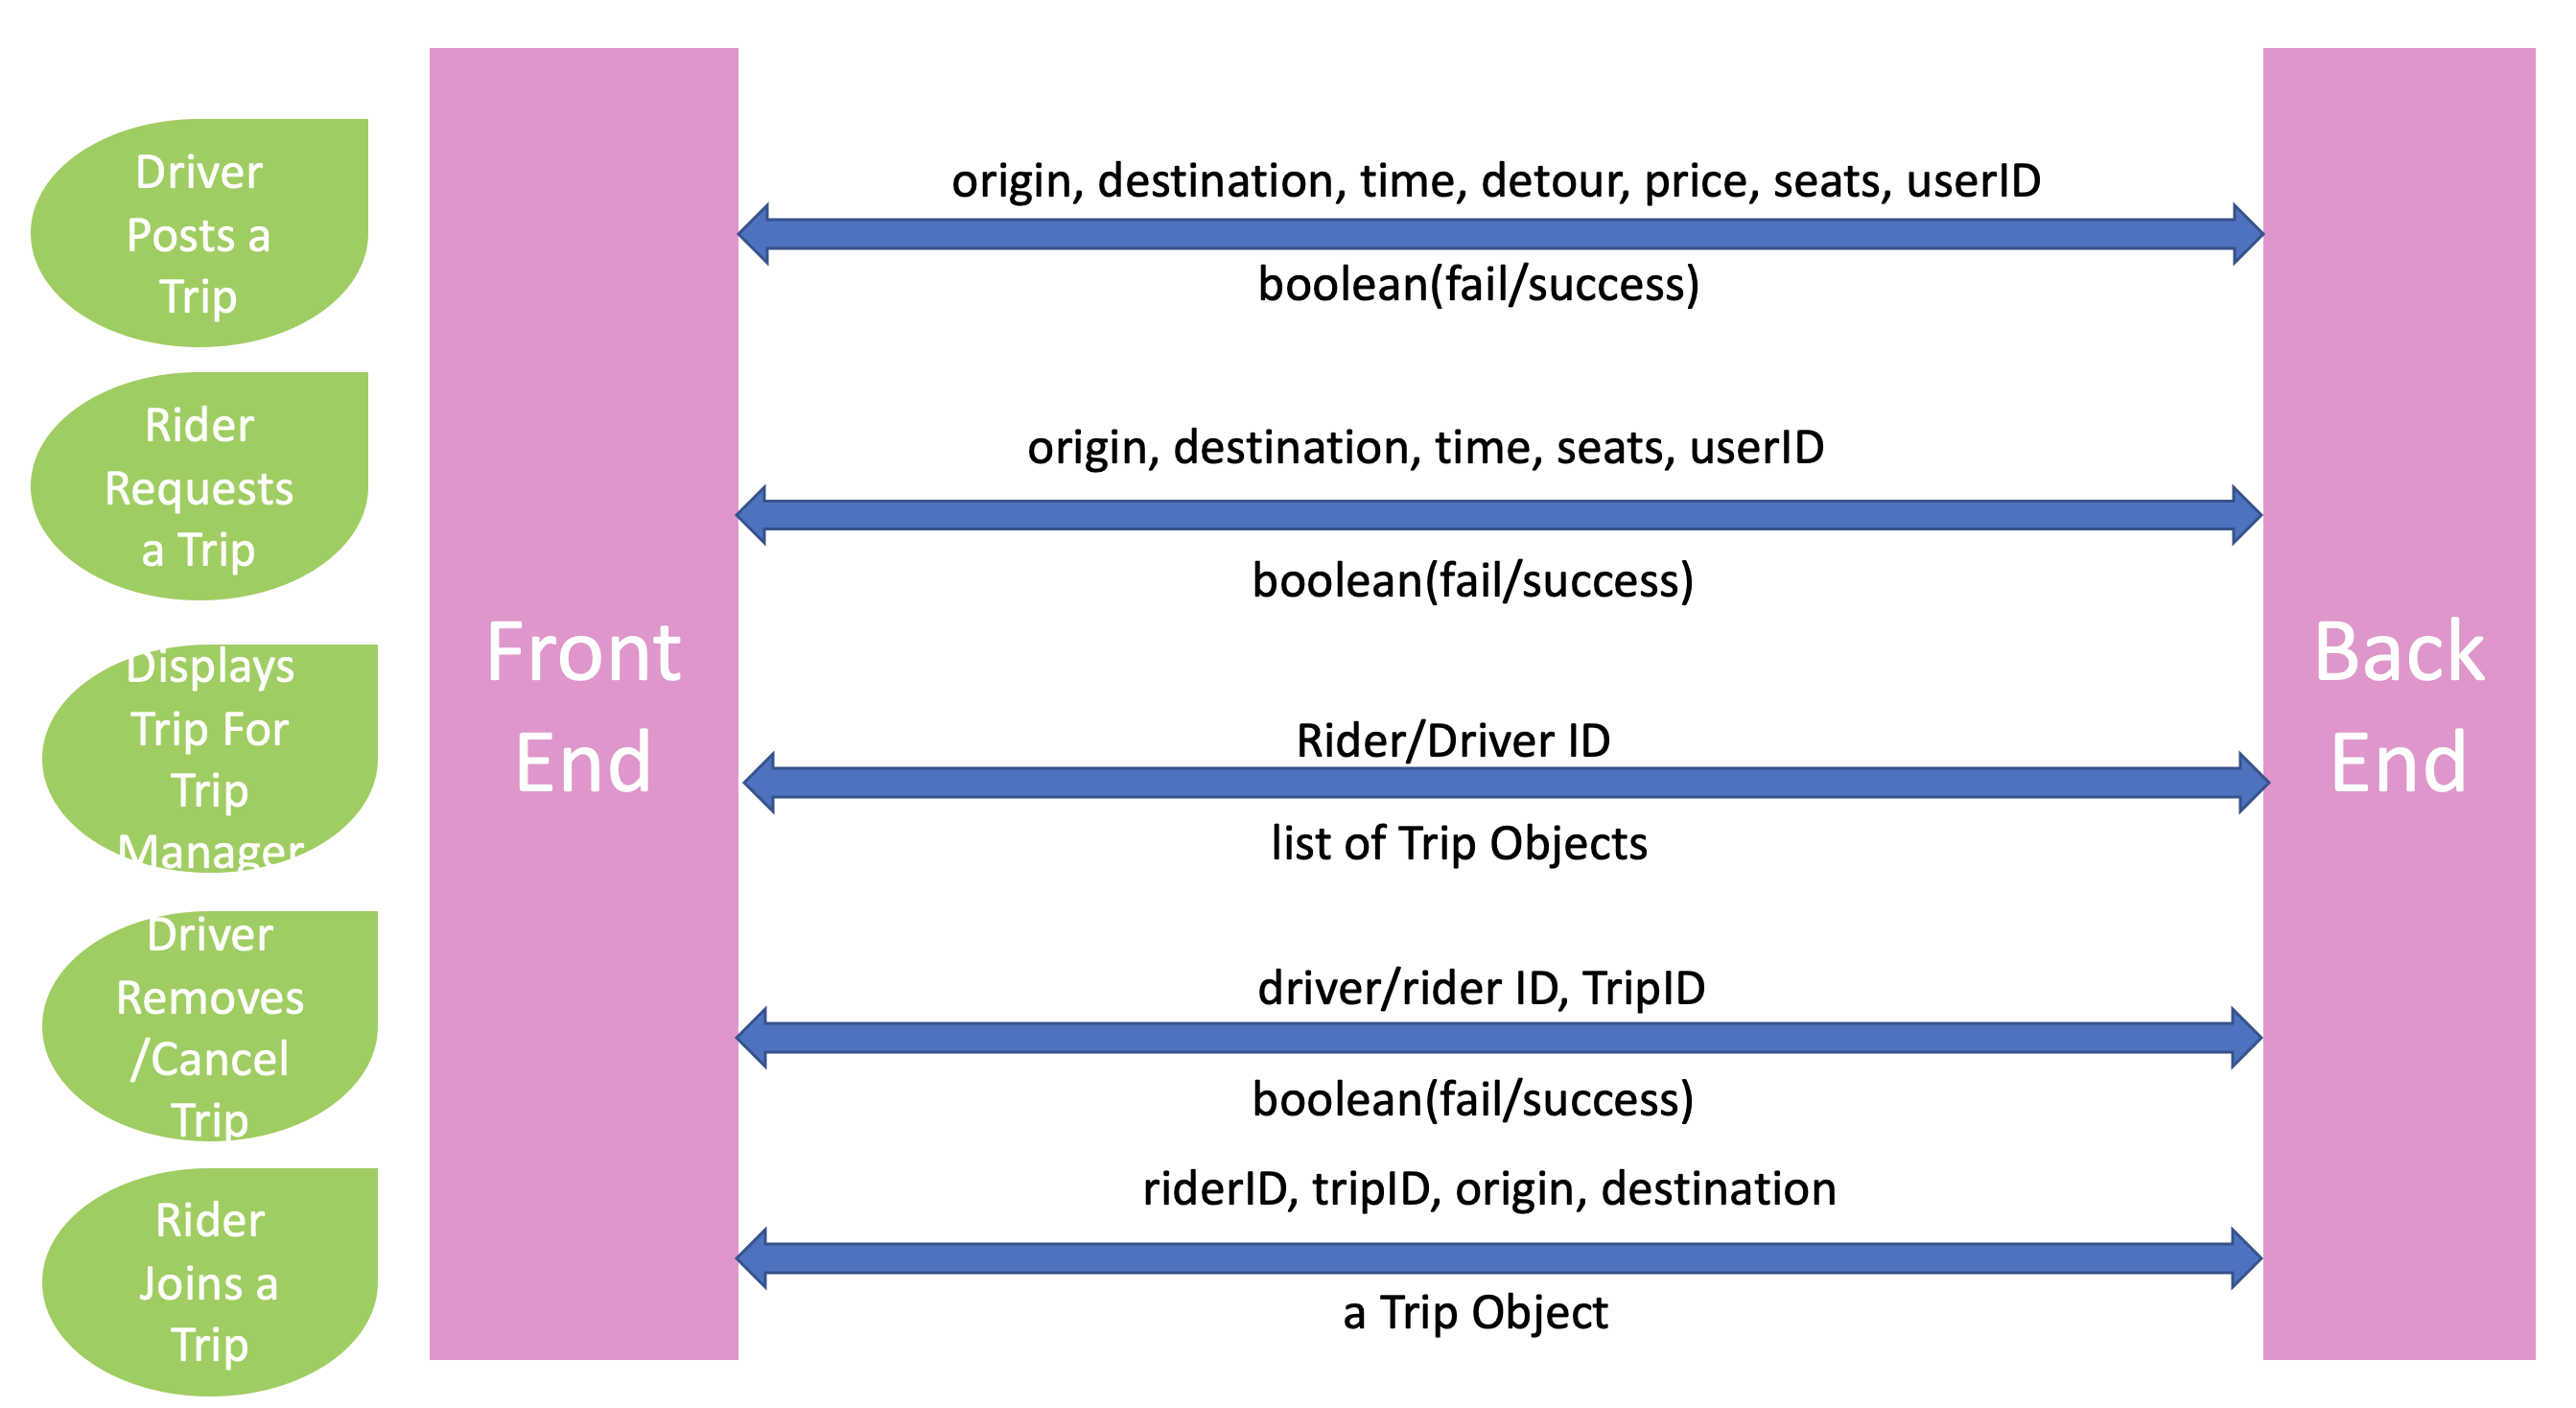 Driver
Posts a
Trip
origin, destination, time, detour, price, seats, userID
boolean(fail/success)
Rider
Requests
a Trip
origin, destination, time, seats, userID
boolean(fail/success)
Front
End
Back
End
Displays
Trip For
Trip
Manager
Rider/Driver ID
list of Trip Objects
Driver
Removes
/Cancel
Trip
driver/rider ID, TripID
boolean(fail/success)
Rider
Joins a
Trip
riderID, tripID, origin, destination
a Trip Object